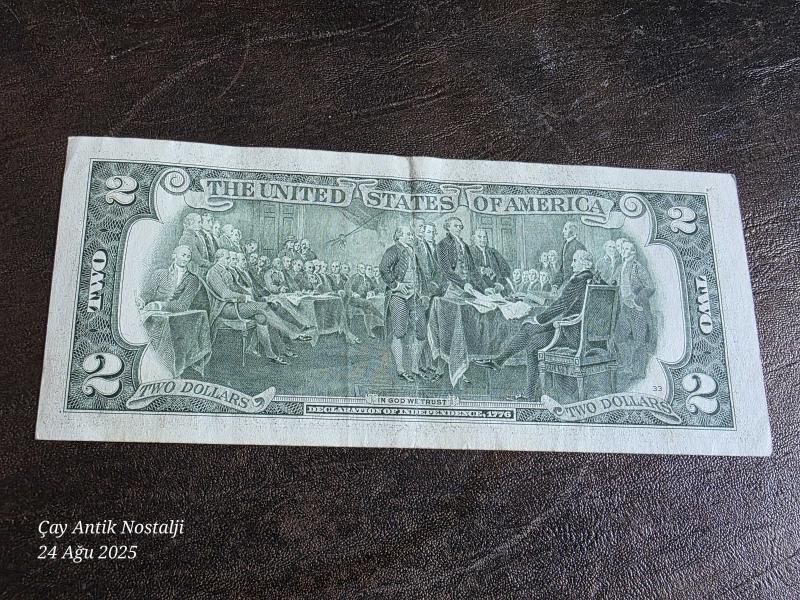 THE UNITED STATES OF AMERICA
2
2
TWO
TWO
2
2
TWO DOLLARS
TWO DOLLARS
33
IN GOD WE TRUST
DECLARATION OF INDEPENDENCE, 1776
Çay Antik Nostalji
24 Ağu 2025